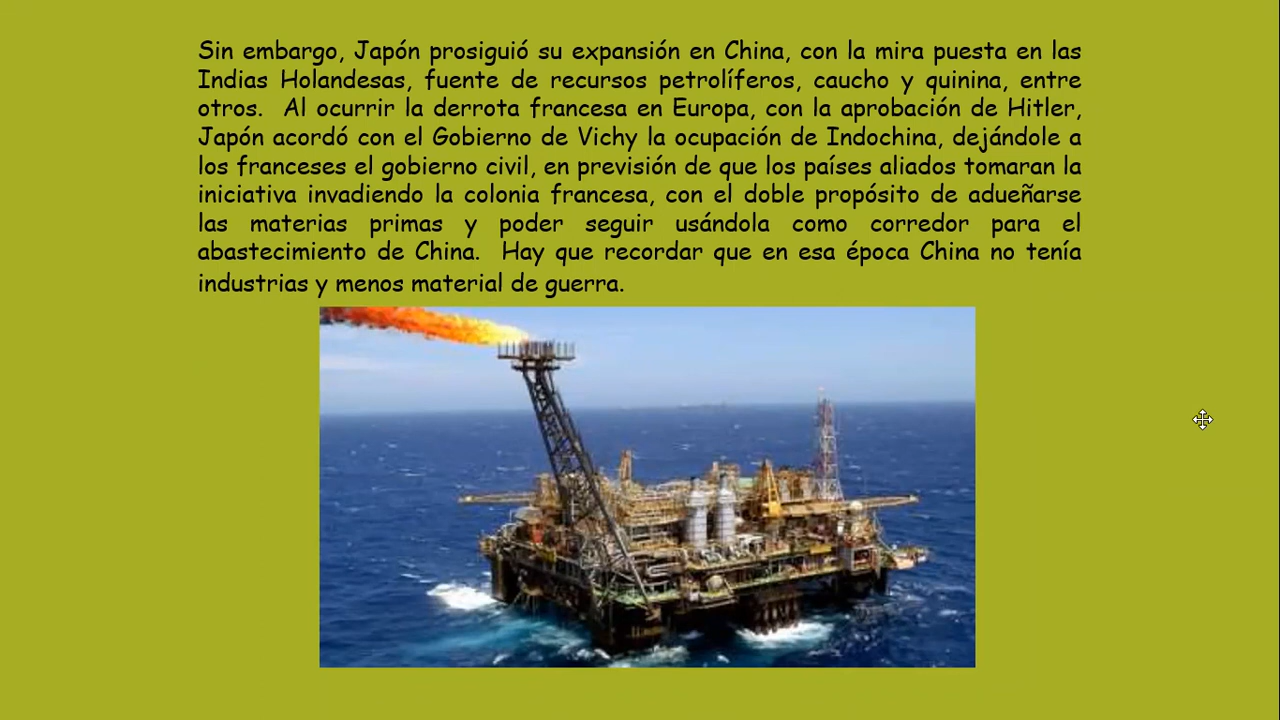 Sin embargo, Japón prosiguió su expansión en China, con la mira puesta en las
Indias Holandesas, fuente de recursos petrolíferos, caucho y quinina, entre
otros.  Al ocurrir la derrota francesa en Europa, con la aprobación de Hitler,
Japón acordó con el Gobierno de Vichy la ocupación de Indochina, dejándole a
los franceses el gobierno civil, en previsión de que los países aliados tomaran la
iniciativa invadiendo la colonia francesa, con el doble propósito de adueñarse
las materias primas y poder seguir usándola como corredor para el
abastecimiento de China.  Hay que recordar que en esa época China no tenía
industrias y menos material de guerra.